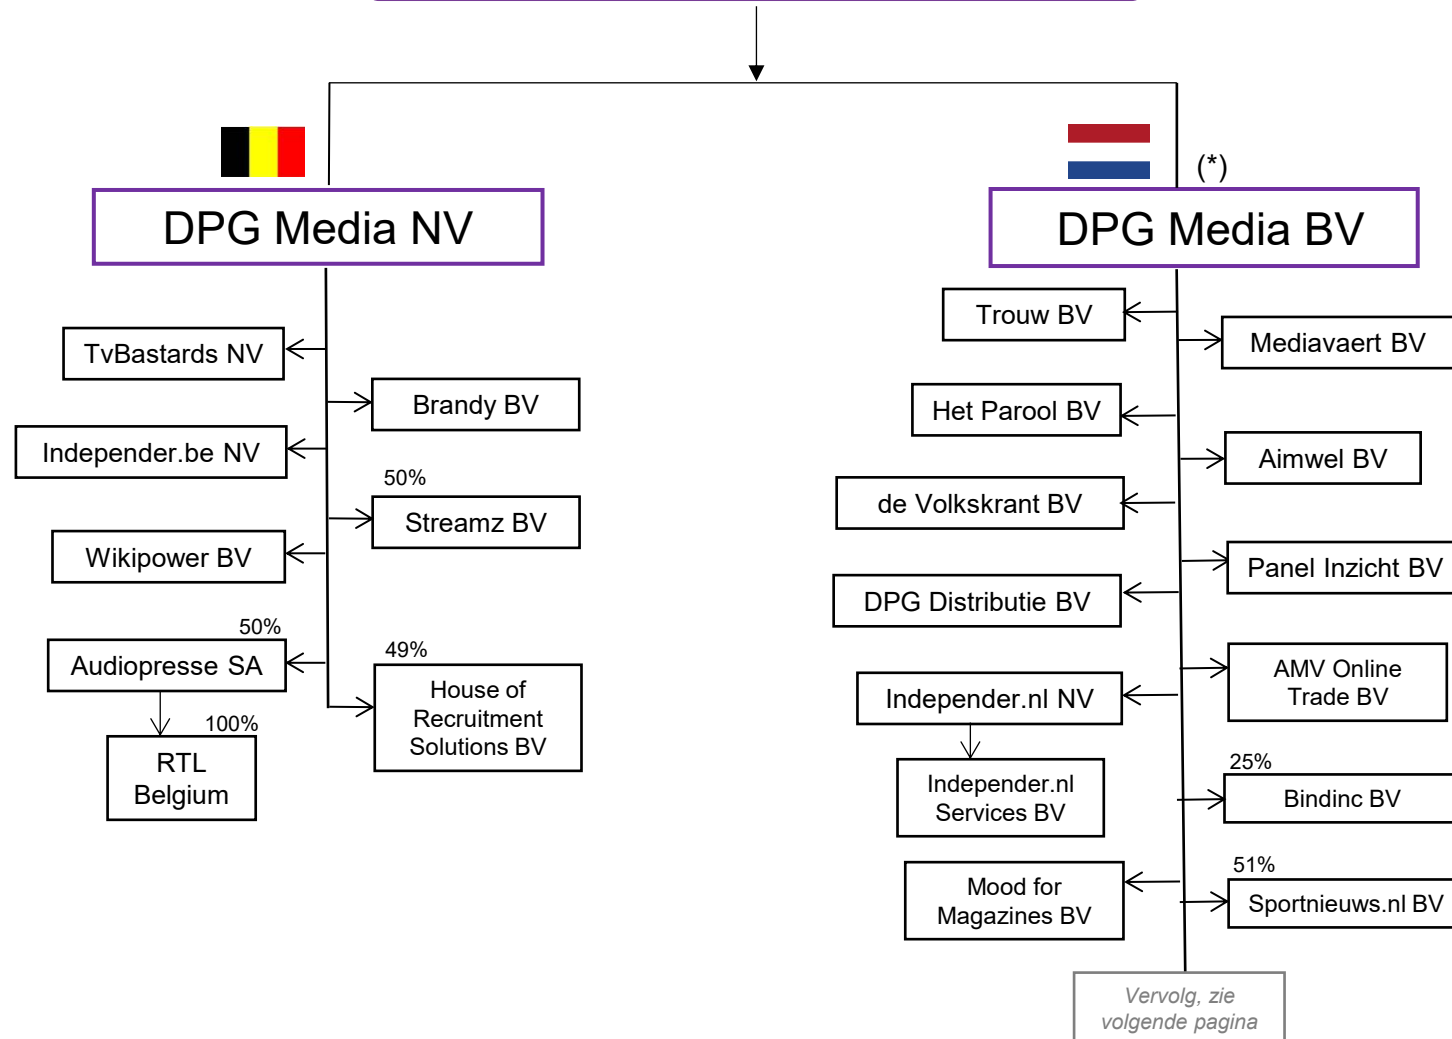 (*)
DPG Media NV
DPG Media BV
TvBastards NV
Brandy BV
Independer.be NV
50%
Streamz BV
Wikipower BV
50%
Audiopresse SA
49%
House of
Recruitment
Solutions BV
100%
RTL
Belgium
Trouw BV
Mediavaert BV
Het Parool BV
Aimwel BV
de Volkskrant BV
Panel Inzicht BV
DPG Distributie BV
AMV Online
Trade BV
Independer.nl NV
Independer.nl
Services BV
25%
Bindinc BV
Mood for
Magazines BV
51%
Sportnieuws.nl BV
Vervolg, zie
volgende pagina